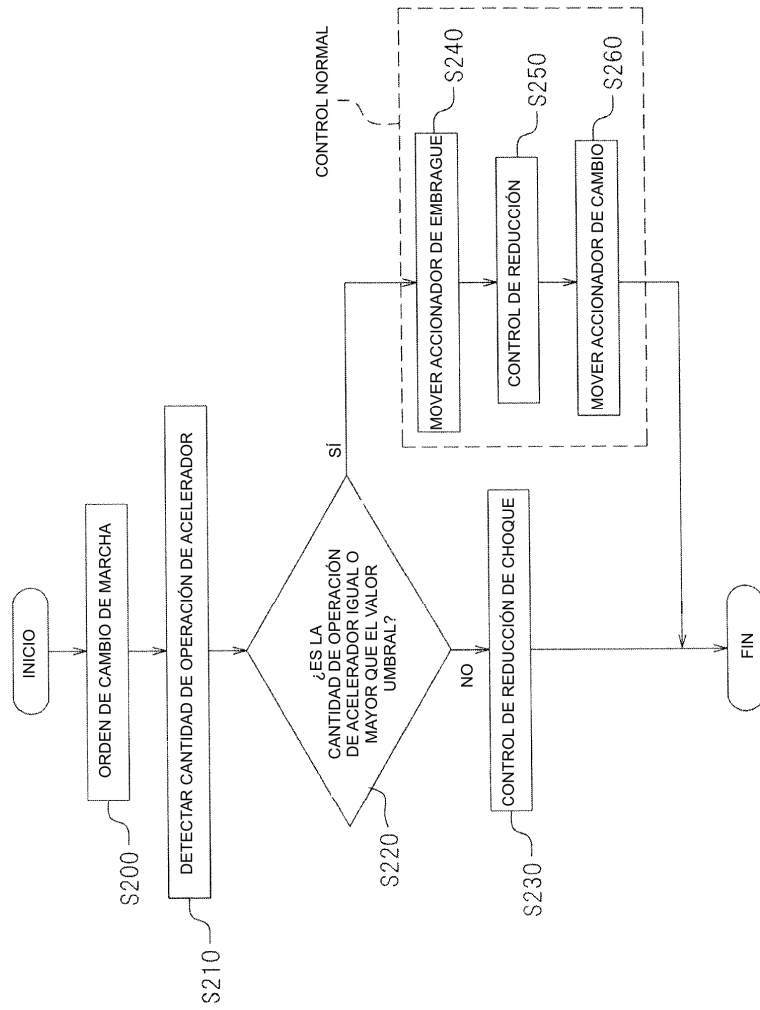 INICIO
ORDEN DE CAMBIO DE MARCHA
S200
DETECTAR CANTIDAD DE OPERACIÓN DE ACELERADOR
S210
¿ES LA
CANTIDAD DE OPERACIÓN
DE ACELERADOR IGUAL O
MAYOR QUE EL VALOR
UMBRAL?
S220
SÍ
NO
CONTROL DE REDUCCIÓN DE CHOQUE
S230
CONTROL NORMAL
MOVER ACCIONADOR DE EMBRAGUE
S240
CONTROL DE REDUCCIÓN
S250
MOVER ACCIONADOR DE CAMBIO
S260
FIN